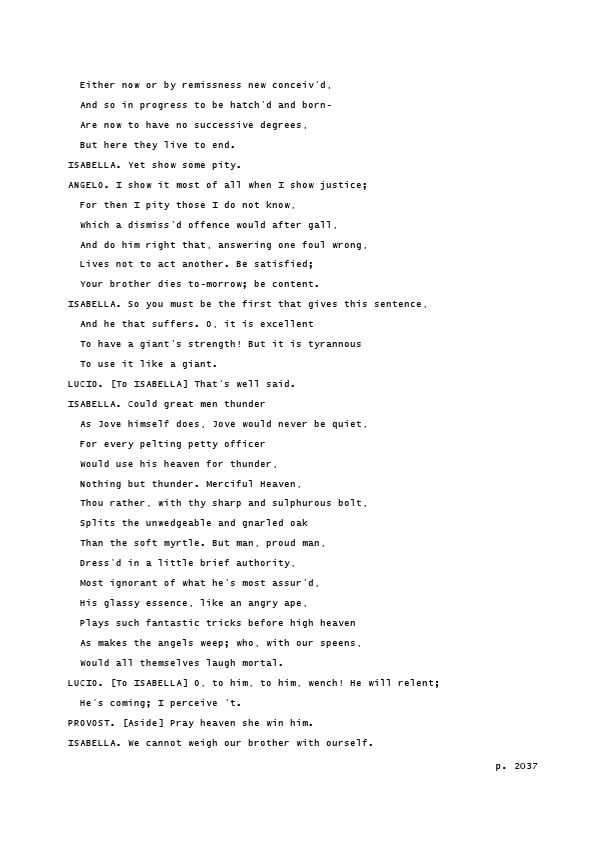 Either now or by remissness new conceiv'd,
And so in progress to be hatch'd and born-
Are now to have no successive degrees,
But here they live to end.
ISABELLA. Yet show some pity.
ANGELO. I show it most of all when I show justice;
For then I pity those I do not know,
Which a dismiss'd offence would after gall,
And do him right that, answering one foul wrong,
Lives not to act another. Be satisfied;
Your brother dies to-morrow; be content.
ISABELLA. So you must be the first that gives this sentence,
And he that suffers. O, it is excellent
To have a giant's strength! But it is tyrannous
To use it like a giant.
LUCIO. [To ISABELLA] That's well said.
ISABELLA. Could great men thunder
As Jove himself does, Jove would never be quiet,
For every pelting petty officer
Would use his heaven for thunder,
Nothing but thunder. Merciful Heaven,
Thou rather, with thy sharp and sulphurous bolt,
Splits the unwedgeable and gnarled oak
Than the soft myrtle. But man, proud man,
Dress'd in a little brief authority,
Most ignorant of what he's most assur'd,
His glassy essence, like an angry ape,
Plays such fantastic tricks before high heaven
As makes the angels weep; who, with our speens,
Would all themselves laugh mortal.
LUCIO. [To ISABELLA] O, to him, to him, wench! He will relent;
He's coming; I perceive 't.
PROVOST. [Aside] Pray heaven she win him.
ISABELLA. We cannot weigh our brother with ourself.
p. 2037